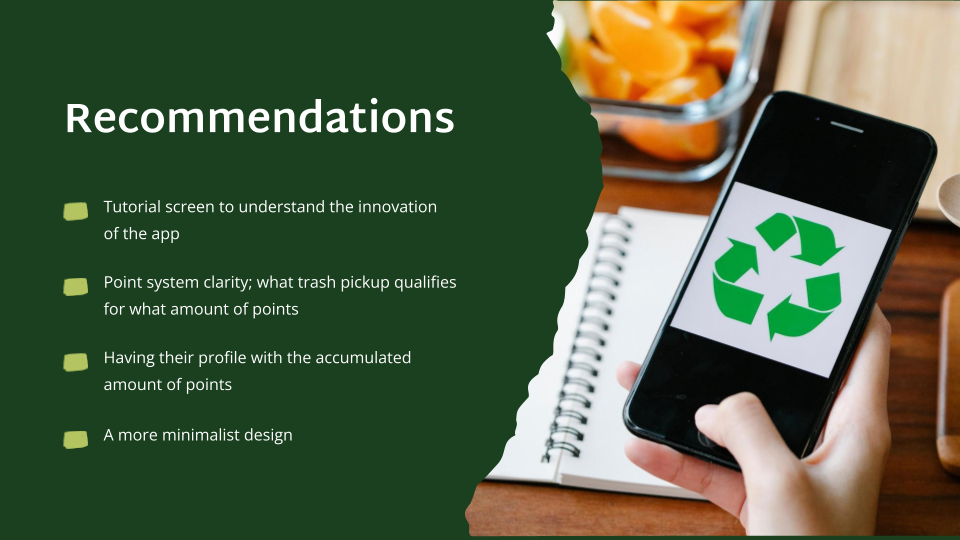 Recommendations
Tutorial screen to understand the innovation
of the app
Point system clarity; what trash pickup qualifies
for what amount of points
Having their profile with the accumulated
amount of points
A more minimalist design